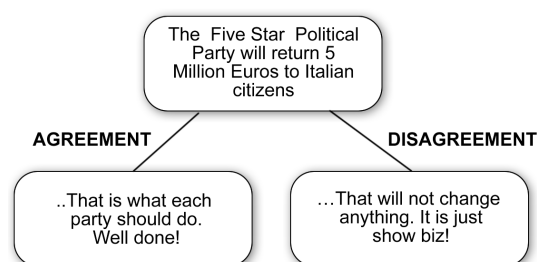 The Five Star Political
Party will return 5
Million Euros to Italian
citizens
AGREEMENT
DISAGREEMENT
..That is what each
party should do.
Well done!
…That will not change
anything. It is just
show biz!